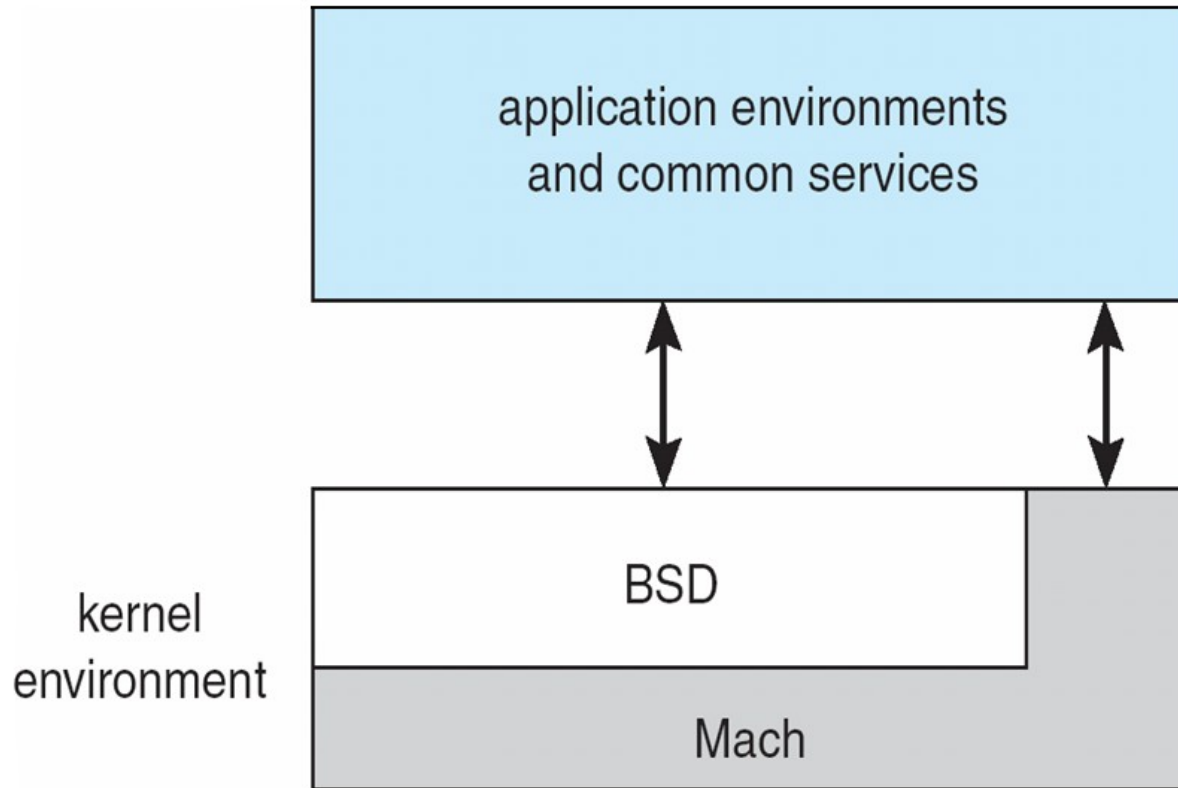 application environments
and common services
BSD
kernel
environment
Mach